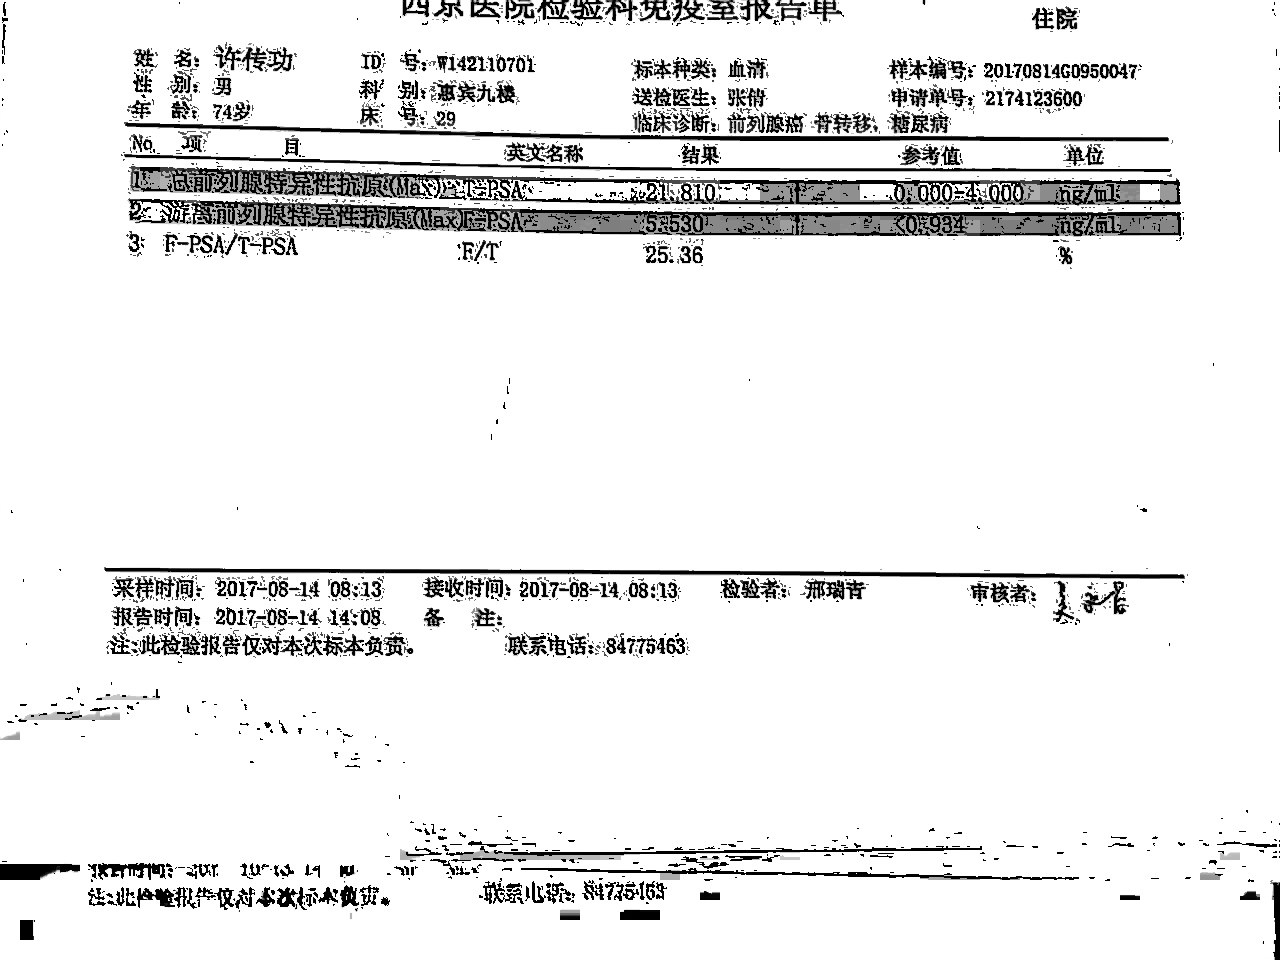 西京医院检验科免疫室报告单 住院
姓 名: 许传功 ID 号: W142110701 标本种类: 血清 样本编号: 20170814G0950047
性 别: 男 科 别: 惠宾九楼 送检医生: 张倩 申请单号: 2174123600
年 龄: 74岁 床 号: 29 临床诊断: 前列腺癌 骨转移, 糖尿病
No 项 目 英文名称 结果 参考值 单位
1 总前列腺特异性抗原(Max) T-PSA 21.810 ↑ 0.000-4.000 ng/ml
2 游离前列腺特异性抗原(Max)F-PSA 5.530 ↑ <0.934 ng/ml
3 F-PSA/T-PSA F/T 25.36 %
采样时间: 2017-08-14 08:13 接收时间: 2017-08-14 08:13 检验者: 邢瑞青 审核者:
报告时间: 2017-08-14 14:08 备 注:
注:此检验报告仅对本次标本负责。 联系电话: 84775463
报告时间:
注:此检验报告仅对本次标本负责。 联系电话: 84775463